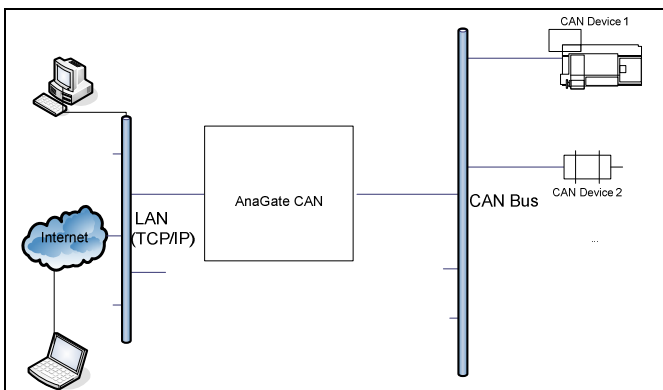 CAN Device 1
AnaGate CAN
CAN Bus
CAN Device 2
LAN
(TCP/IP)
Internet
...